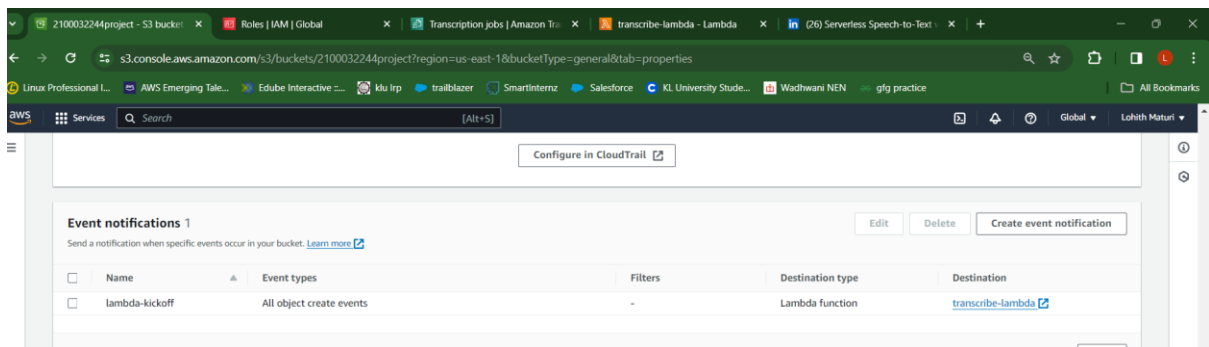 2100032244project - S3 bucket
Roles | IAM | Global
Transcription jobs | Amazon Tra
transcribe-lambda - Lambda
(26) Serverless Speech-to-Text
s3.console.aws.amazon.com/s3/buckets/2100032244project?region=us-east-1&bucketType=general&tab=properties
Linux Professional I... AWS Emerging Tale... Edube Interactive ::... klu lrp trailblazer SmartInternz Salesforce KL University Stude... Wadhwani NEN gfg practice All Bookmarks
aws Services Search [Alt+S] Global Lohith Maturi
Configure in CloudTrail
Event notifications 1
Edit Delete Create event notification
Send a notification when specific events occur in your bucket. Learn more
Name Event types Filters Destination type Destination
lambda-kickoff All object create events - Lambda function transcribe-lambda